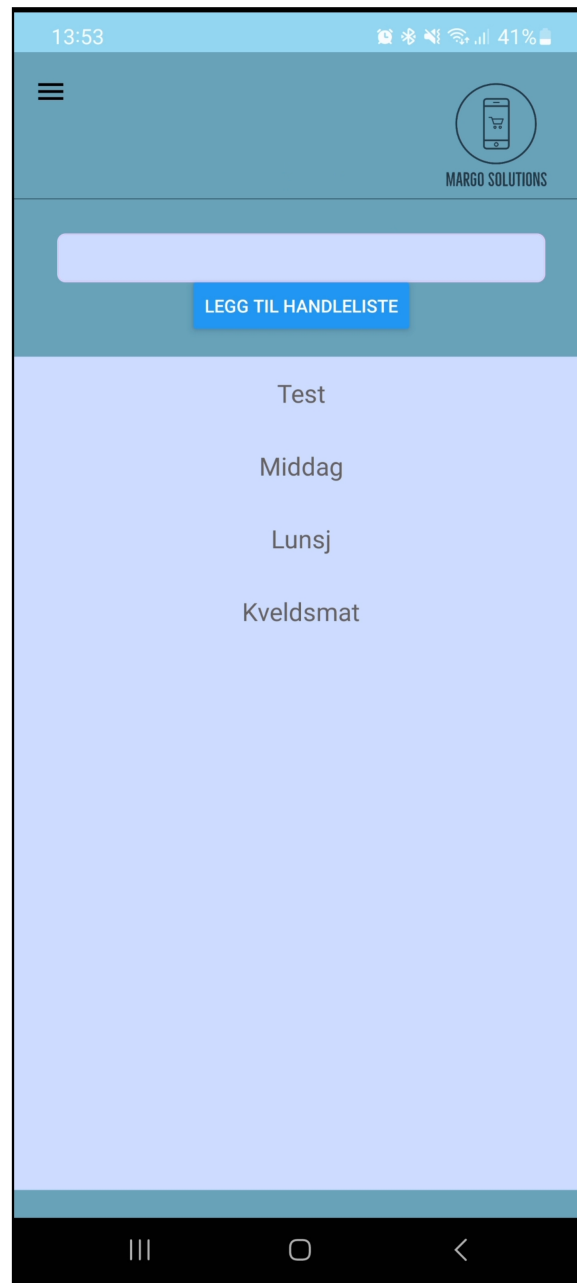 13:53 41%
MARGO SOLUTIONS
LEGG TIL HANDLELISTE
Test
Middag
Lunsj
Kveldsmat